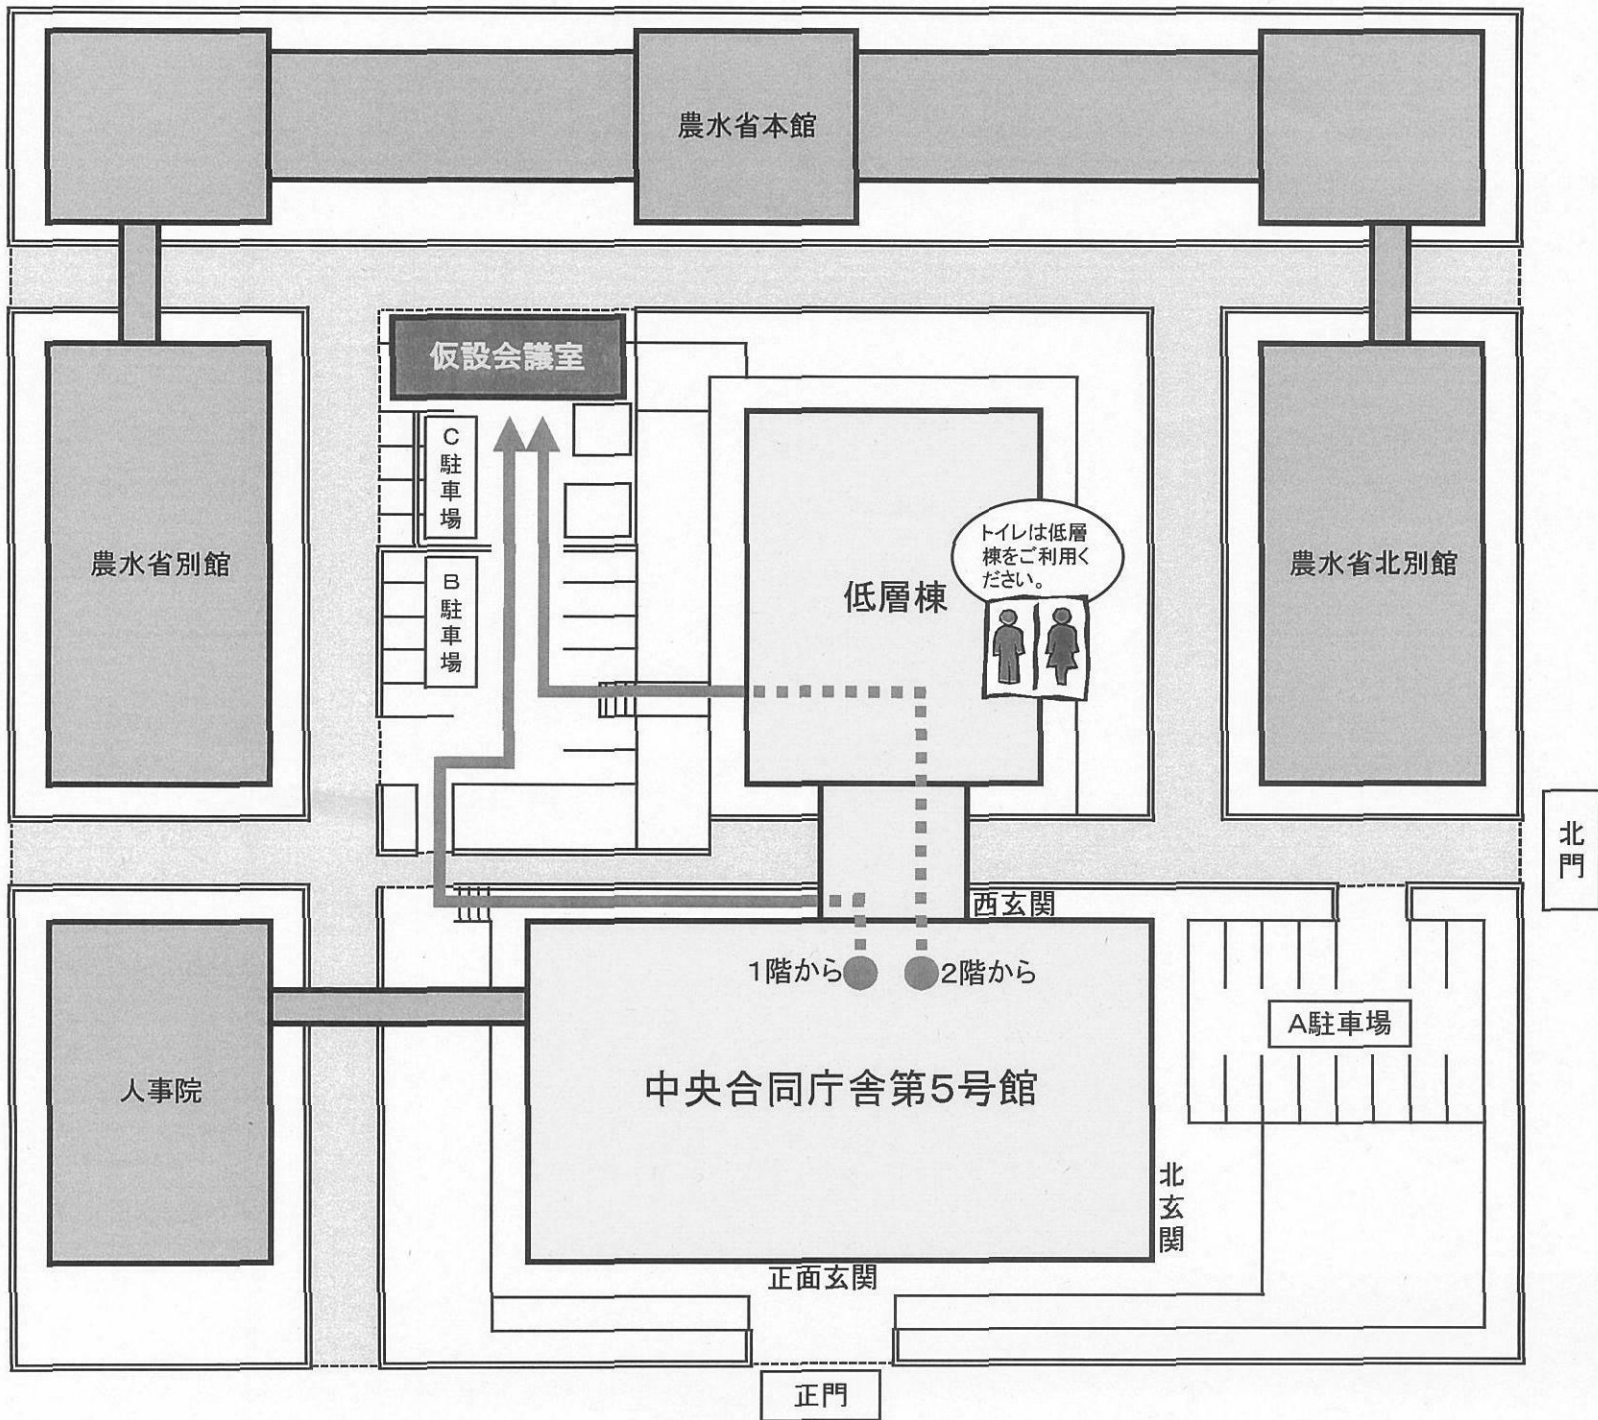 農水省本館
仮設会議室
C駐車場
トイレは低層
棟をご利用く
ださい。
農水省別館
B駐車場
低層棟
農水省北別館
北門
西玄関
1階から
2階から
A駐車場
人事院
中央合同庁舎第5号館
北玄関
正面玄関
正門